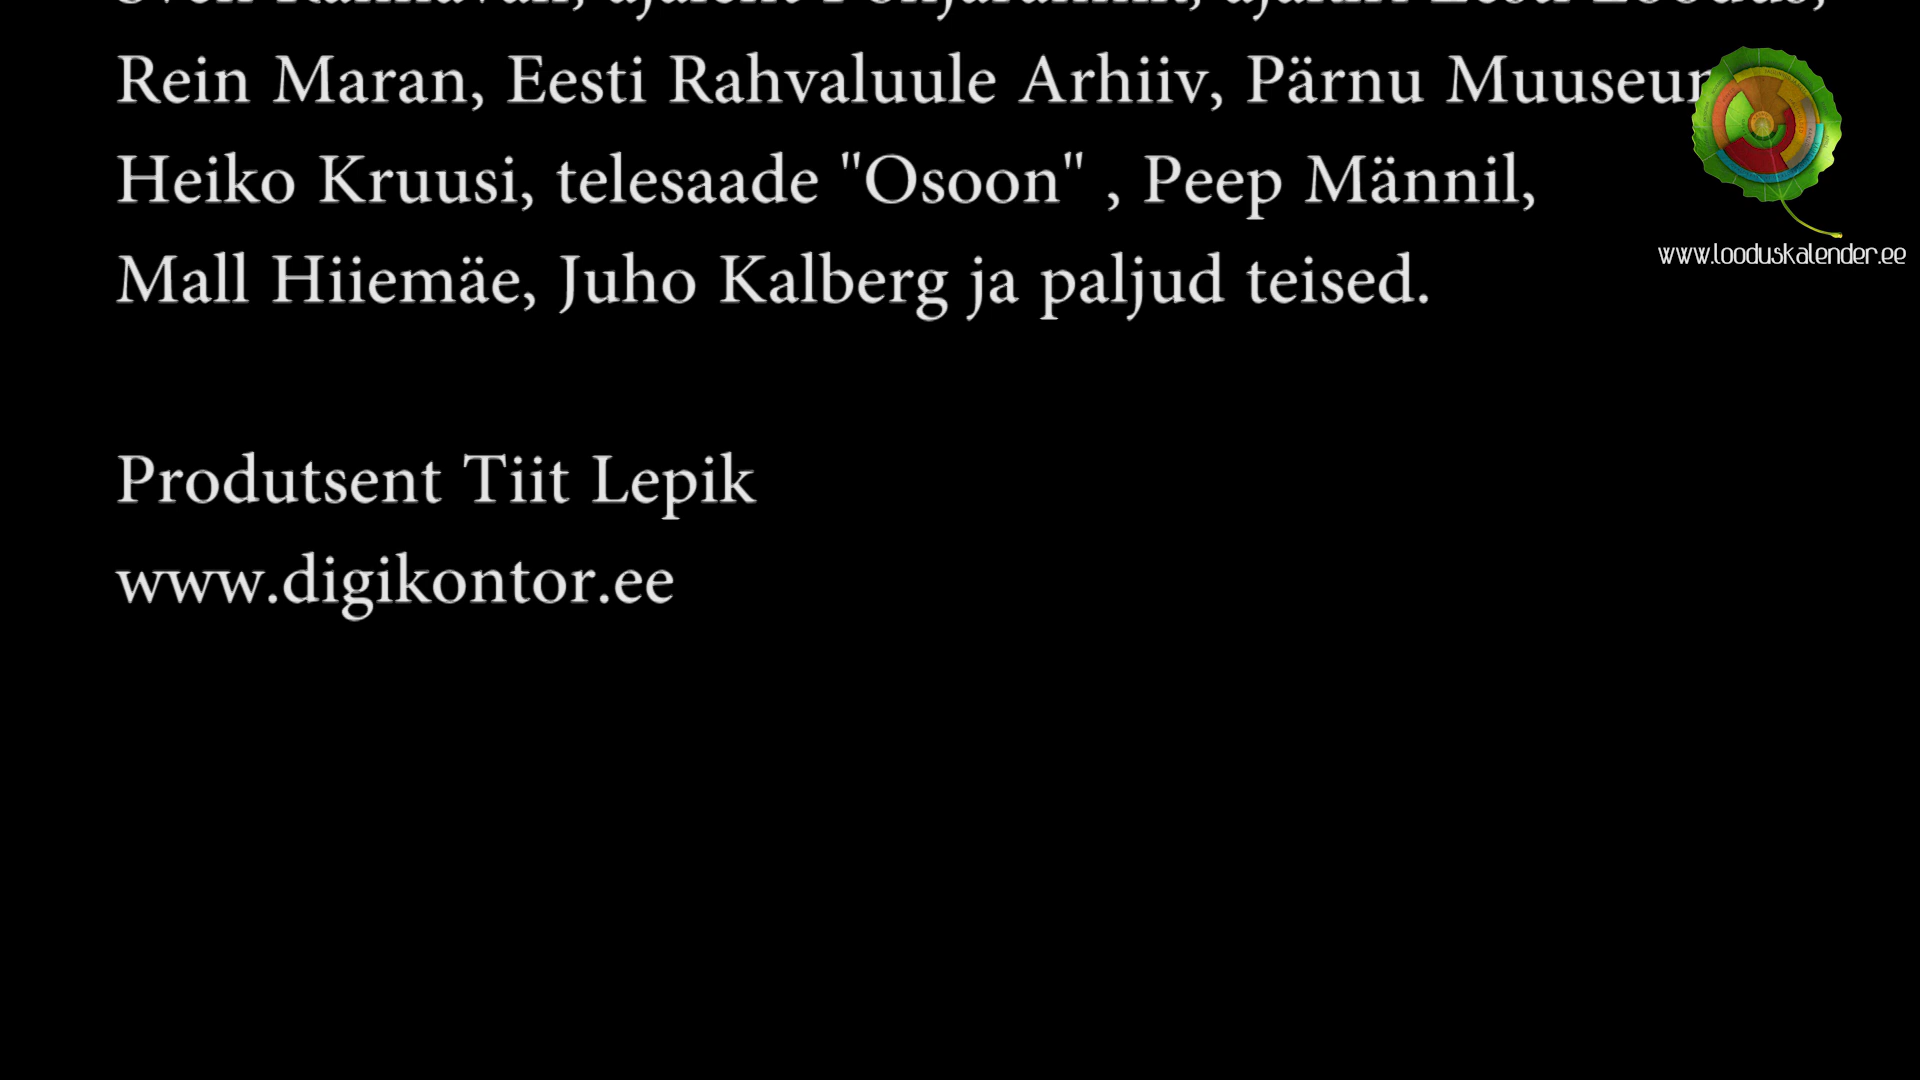 Rein Maran, Eesti Rahvaluule Arhiiv, Pärnu
Heiko Kruusi, telesaade "Osoon" , Peep Männil,
Mall Hiiemäe, Juho Kalberg ja paljud teised.
Produtsent Tiit Lepik
www.digikontor.ee
www.looduskalender.ee